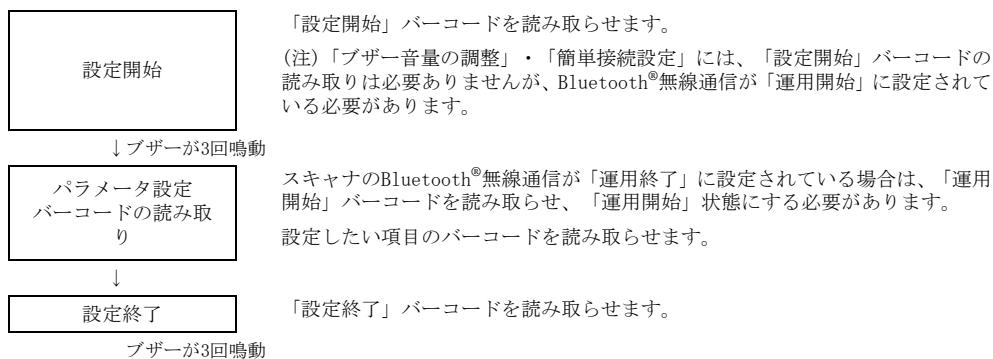 「設定開始」バーコードを読み取らせます。
設定開始
(注)「ブザー音量の調整」・「簡単接続設定」には、「設定開始」バーコードの
読み取りは必要ありませんが、Bluetooth®無線通信が「運用開始」に設定されて
いる必要があります。
↓ブザーが3回鳴動
パラメータ設定
バーコードの読み取
り
スキャナのBluetooth®無線通信が「運用終了」に設定されている場合は、「運用
開始」バーコードを読み取らせ、「運用開始」状態にする必要があります。
設定したい項目のバーコードを読み取らせます。
↓
設定終了
「設定終了」バーコードを読み取らせます。
ブザーが3回鳴動